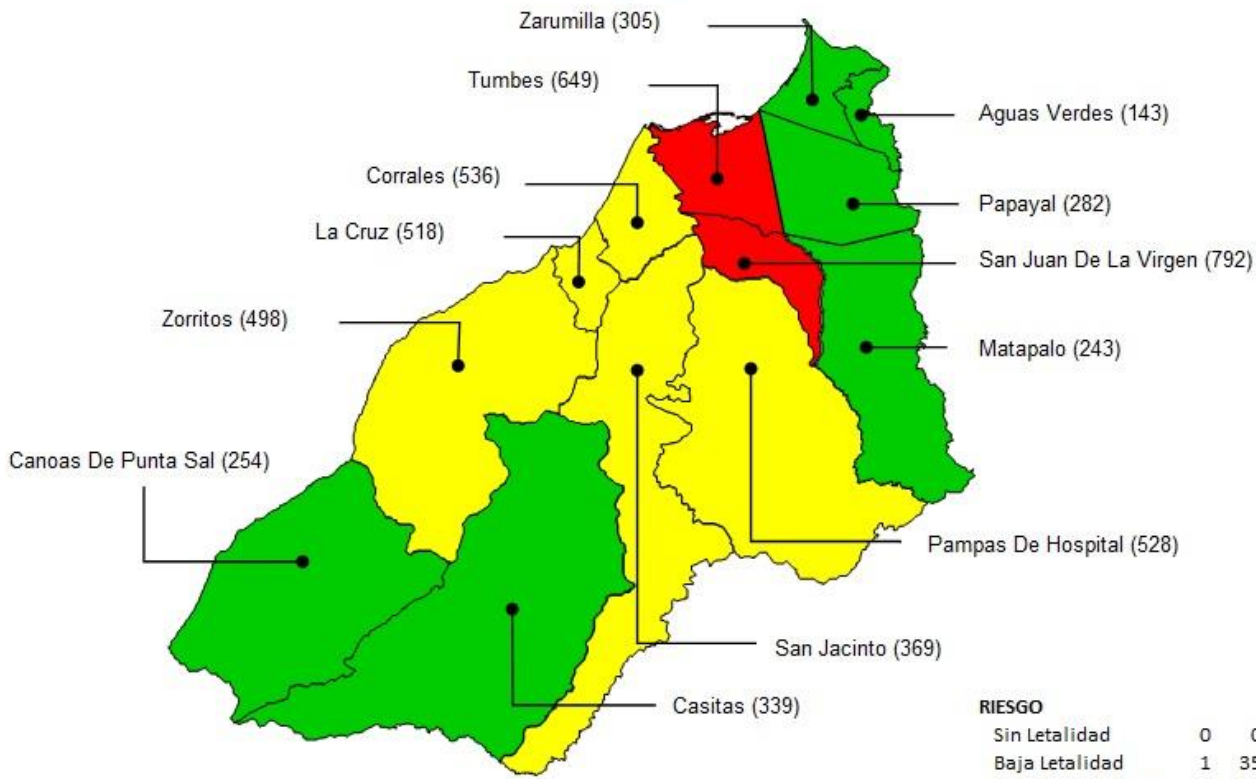 Zarumilla (305)
Tumbes (649)
Aguas Verdes (143)
Corrales (536)
Papayal (282)
La Cruz (518)
San Juan De La Virgen (792)
Zorritos (498)
Matapalo (243)
Canoas De Punta Sal (254)
Pampas De Hospital (528)
San Jacinto (369)
Casitas (339)
RIESGO
Sin Letalidad 0
Baja Letalidad 1